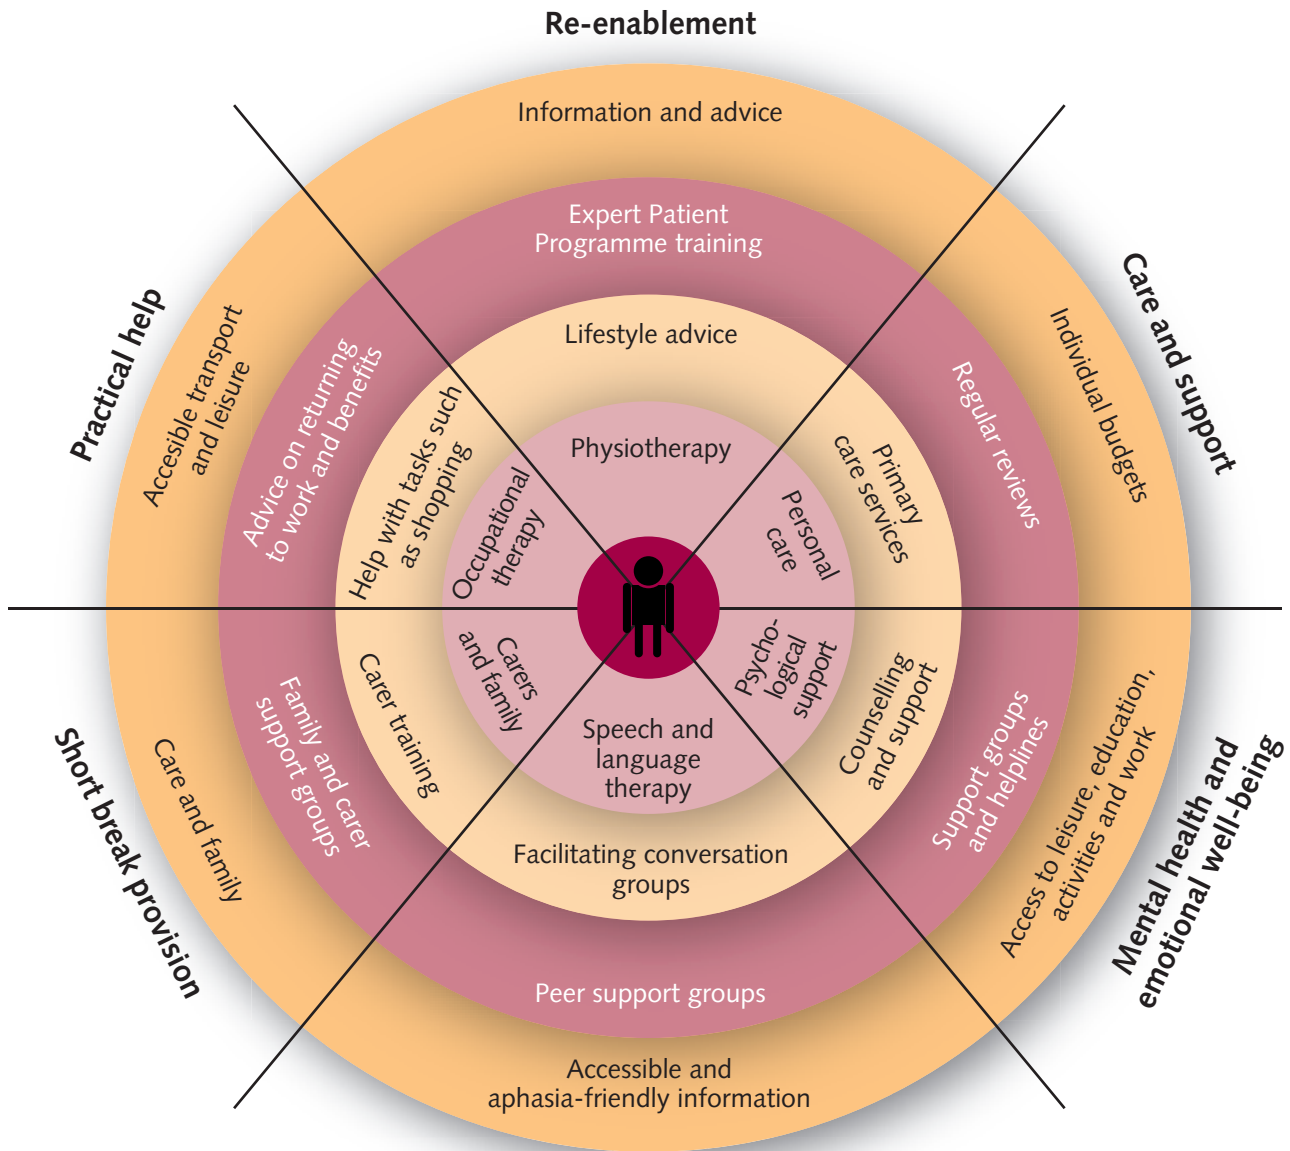 Re-enablement
Information and advice
Expert Patient
Programme training
Lifestyle advice
Physiotherapy
Care and support
Individual budgets
Regular reviews
Primary
care services
Personal
care
Mental health and
emotional well-being
Access to leisure, education,
activities and work
Support groups
and helplines
Counselling
and support
Psycho-
logical
support
Speech and
language
therapy
Facilitating conversation
groups
Peer support groups
Accessible and
aphasia-friendly information
Short break provision
Care and family
Family and carer
support groups
Carer training
Carers
and family
Practical help
Accesible transport
and leisure
Advice on returning
to work and benefits
Help with tasks such
as shopping
Occupational
therapy